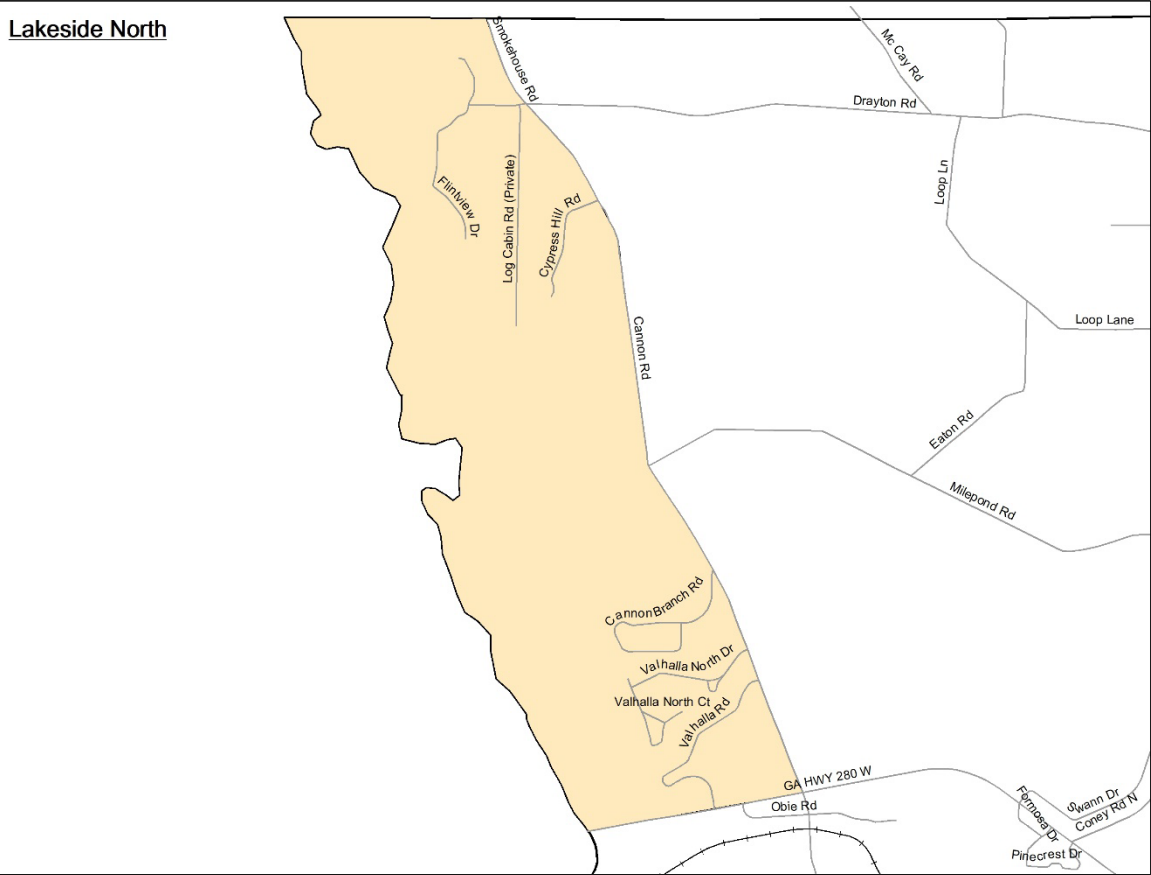 Lakeside North
Smokehouse Rd
Mc Cay Rd
Drayton Rd
Loop Ln
Flintview Dr
Log Cabin Rd (Private)
Cypress Hill Rd
Cannon Rd
Loop Lane
Eaton Rd
Milepond Rd
Cannon Branch Rd
Valhalla North Dr
Valhalla North Ct
Valhalla Rd
GA HWY 280 W
Obie Rd
Formosa Dr
Swann Dr
Coney Rd N
Pinecrest Dr